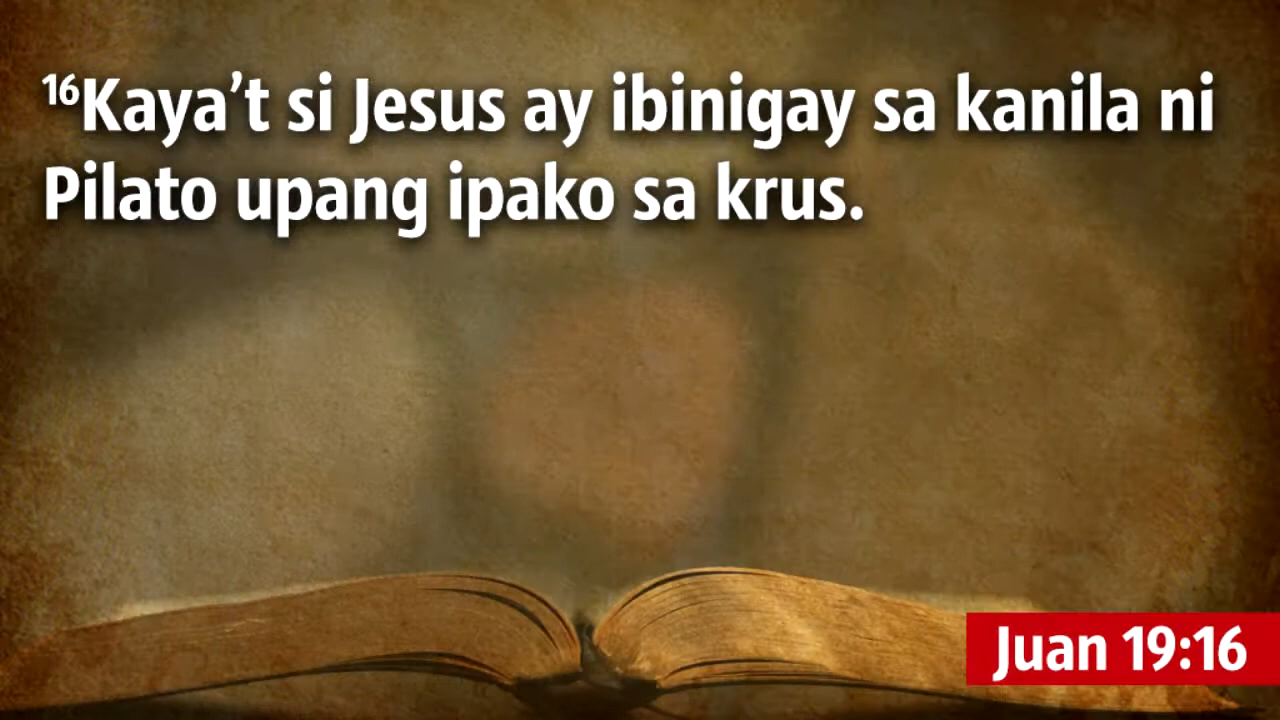 ¹⁶Kaya’t si Jesus ay ibinigay sa kanila ni
Pilato upang ipako sa krus.
Juan 19:16